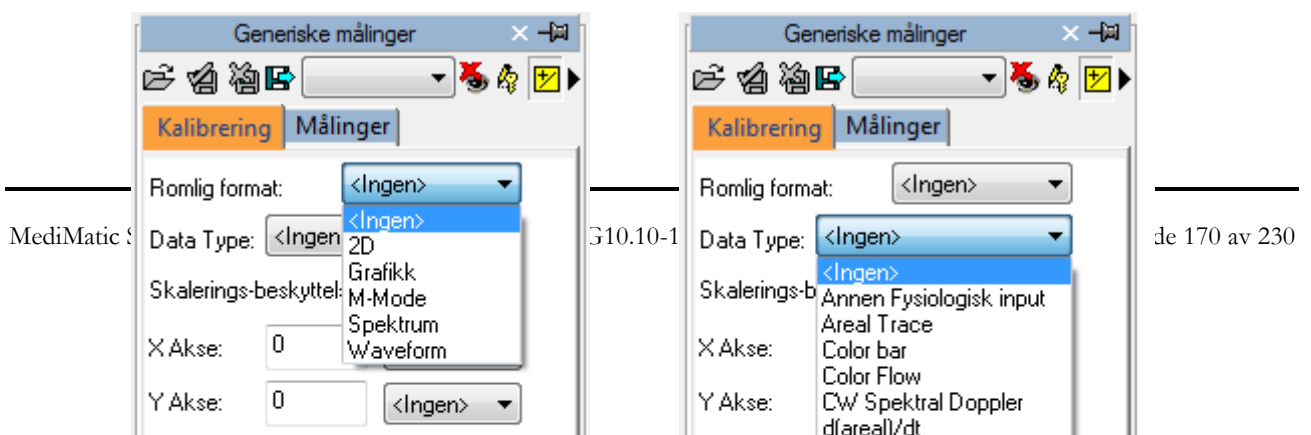 Generiske målinger
Kalibrering Målinger
Romlig format: <Ingen>
<Ingen>
2D
Grafikk
M-Mode
Spektrum
Waveform
Data Type: <Ingen
Skalerings-beskyttel
X Akse: 0
Y Akse: 0 <Ingen>
Generiske målinger
Kalibrering Målinger
Romlig format: <Ingen>
Data Type: <Ingen>
<Ingen>
Annen Fysiologisk input
Areal Trace
Color bar
Color Flow
CW Spektral Doppler
d(areal)/dt
Skalerings-b
X Akse:
Y Akse:
MediMatic G10.10-1 de 170 av 230